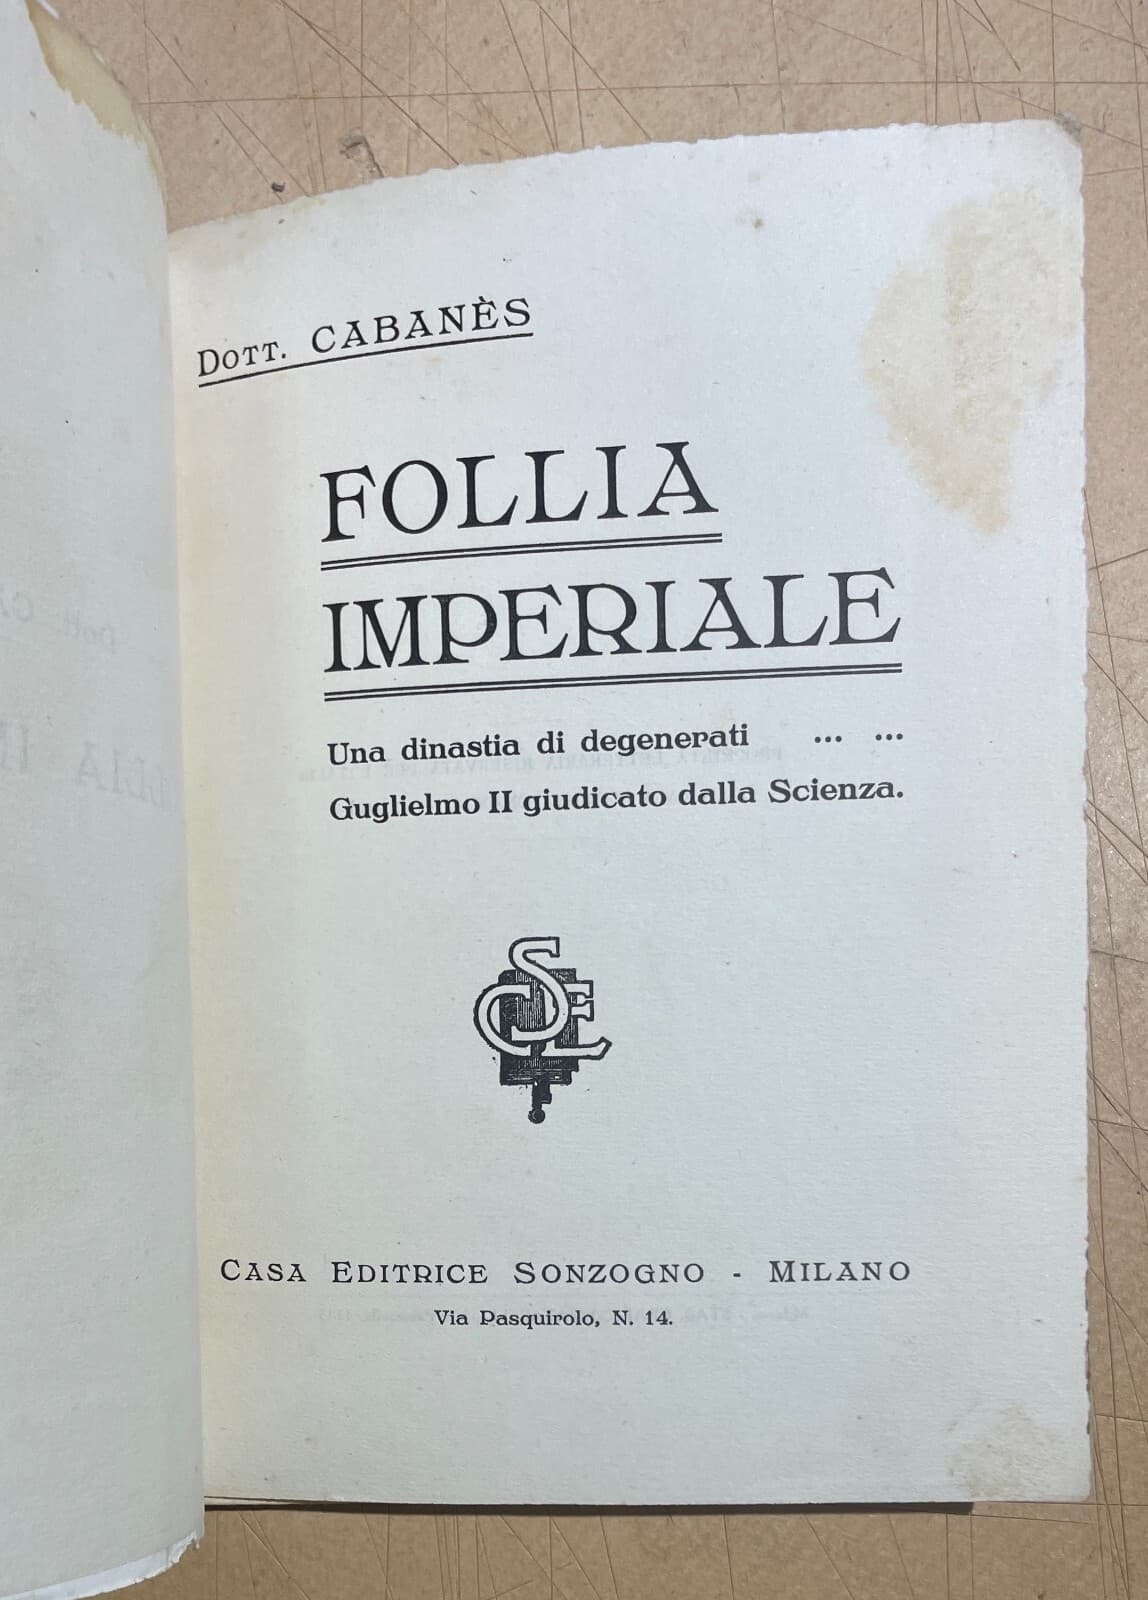 Dott. CABANÈS
FOLLIA
IMPERIALE
Una dinastia di degenerati ... ...
Guglielmo II giudicato dalla Scienza.
CSE
CASA EDITRICE SONZOGNO - MILANO
Via Pasquirolo, N. 14.